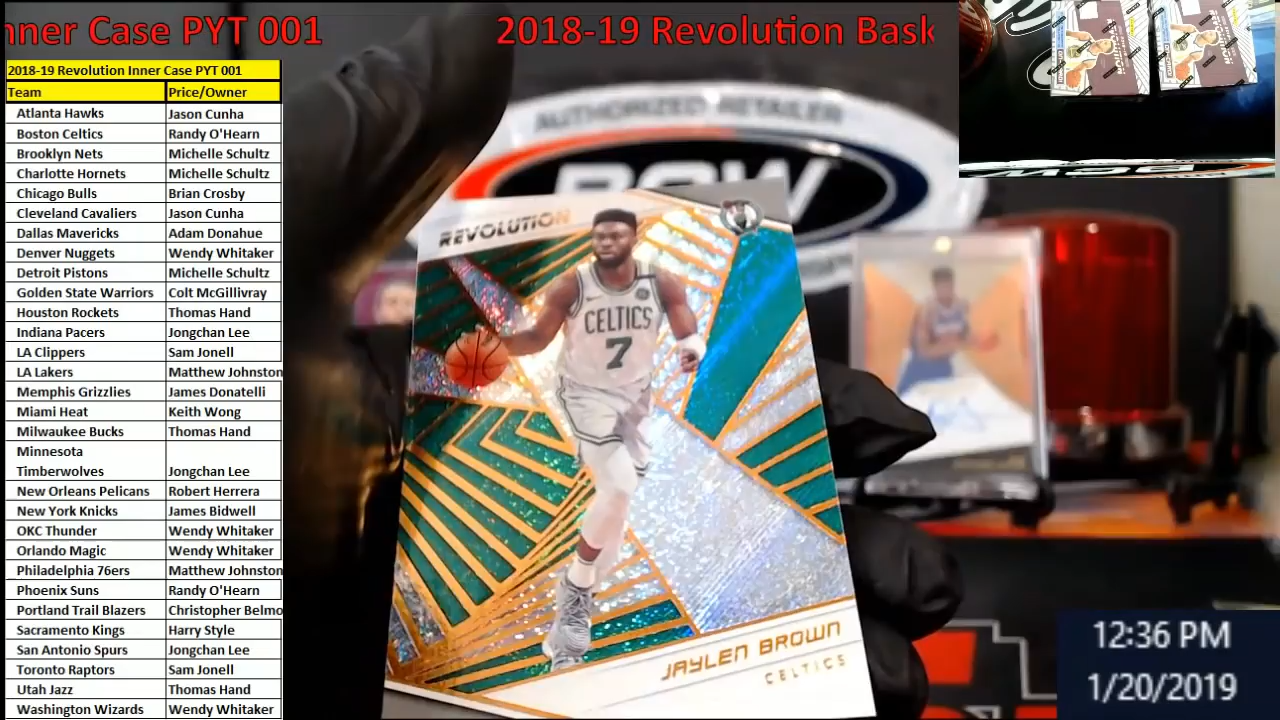 nner Case PYT 001 2018-19 Revolution Bask
2018-19 Revolution Inner Case PYT 001
Team Price/Owner
Atlanta Hawks Jason Cunha
Boston Celtics Randy O'Hearn
Brooklyn Nets Michelle Schultz
Charlotte Hornets Michelle Schultz
Chicago Bulls Brian Crosby
Cleveland Cavaliers Jason Cunha
Dallas Mavericks Adam Donahue
Denver Nuggets Wendy Whitaker
Detroit Pistons Michelle Schultz
Golden State Warriors Colt McGillivray
Houston Rockets Thomas Hand
Indiana Pacers Jongchan Lee
LA Clippers Sam Jonell
LA Lakers Matthew Johnston
Memphis Grizzlies James Donatelli
Miami Heat Keith Wong
Milwaukee Bucks Thomas Hand
Minnesota
Timberwolves Jongchan Lee
New Orleans Pelicans Robert Herrera
New York Knicks James Bidwell
OKC Thunder Wendy Whitaker
Orlando Magic Wendy Whitaker
Philadelphia 76ers Matthew Johnston
Phoenix Suns Randy O'Hearn
Portland Trail Blazers Christopher Belmo
Sacramento Kings Harry Style
San Antonio Spurs Jongchan Lee
Toronto Raptors Sam Jonell
Utah Jazz Thomas Hand
Washington Wizards Wendy Whitaker
AUTHORIZED RETAILER
REVOLUTION
CELTICS
7
JAYLEN BROWN
CELTICS
12:36 PM
1/20/2019